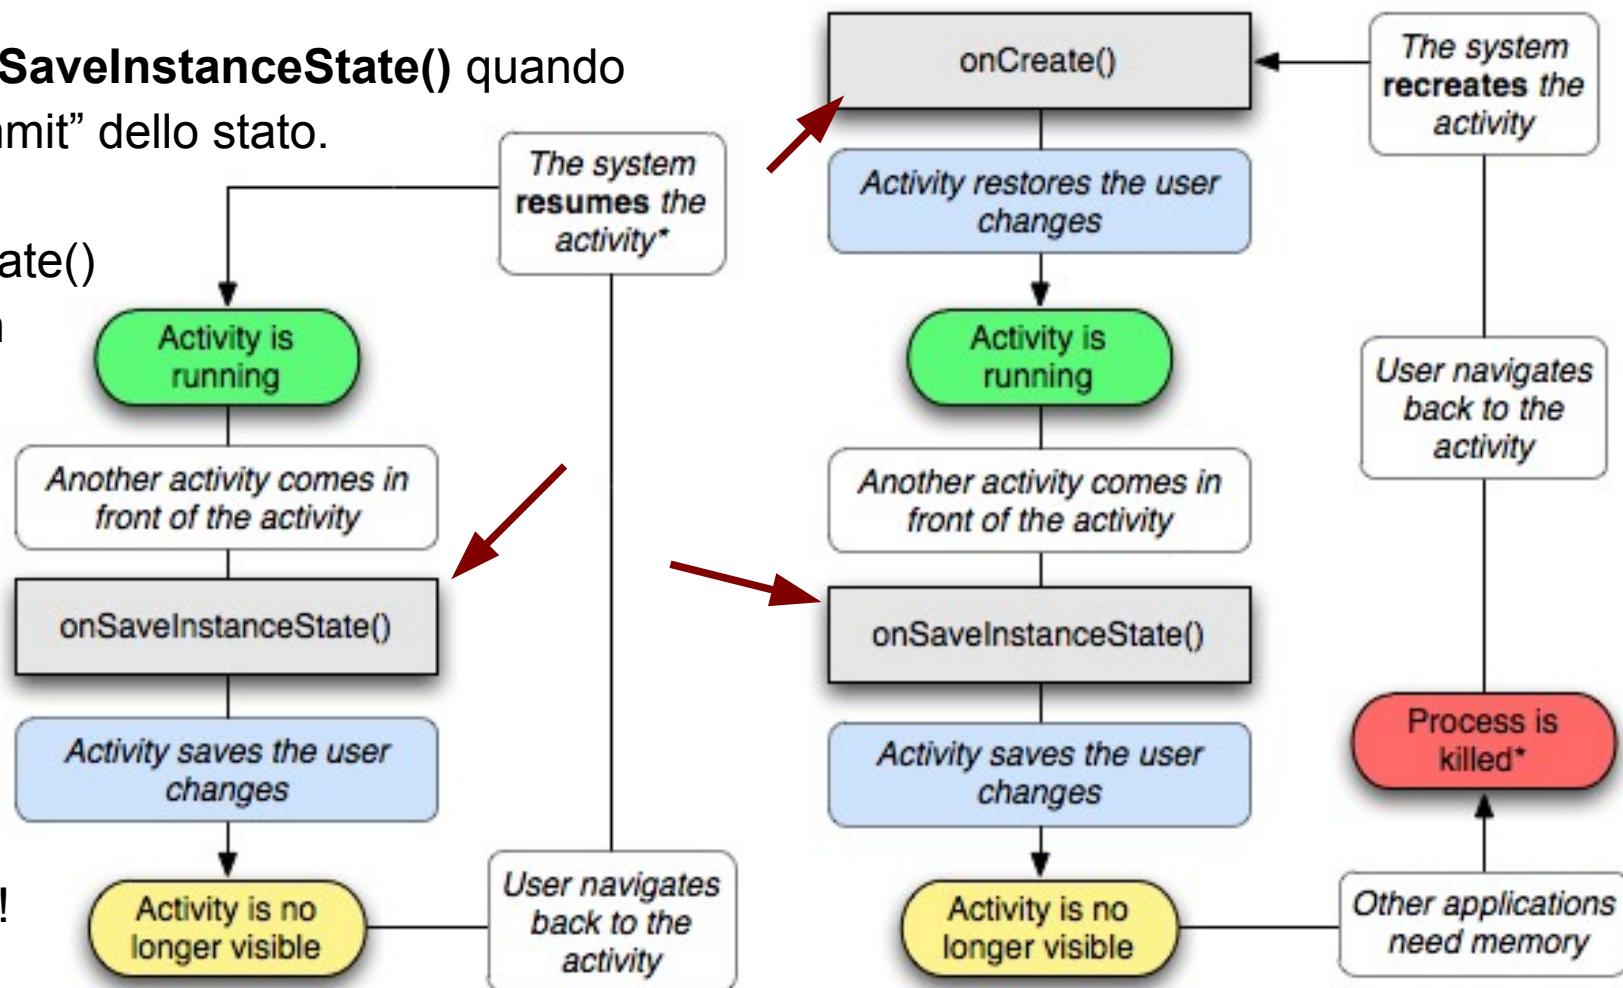 SaveInstanceState() quando
mmit” dello stato.
ate()
!
The system
resumes the
activity*
Activity is
running
Another activity comes in
front of the activity
onSaveInstanceState()
Activity saves the user
changes
Activity is no
longer visible
User navigates
back to the
activity
onCreate()
Activity restores the user
changes
Activity is
running
Another activity comes in
front of the activity
onSaveInstanceState()
Activity saves the user
changes
Activity is no
longer visible
The system
recreates the
activity
User navigates
back to the
activity
Process is
killed*
Other applications
need memory